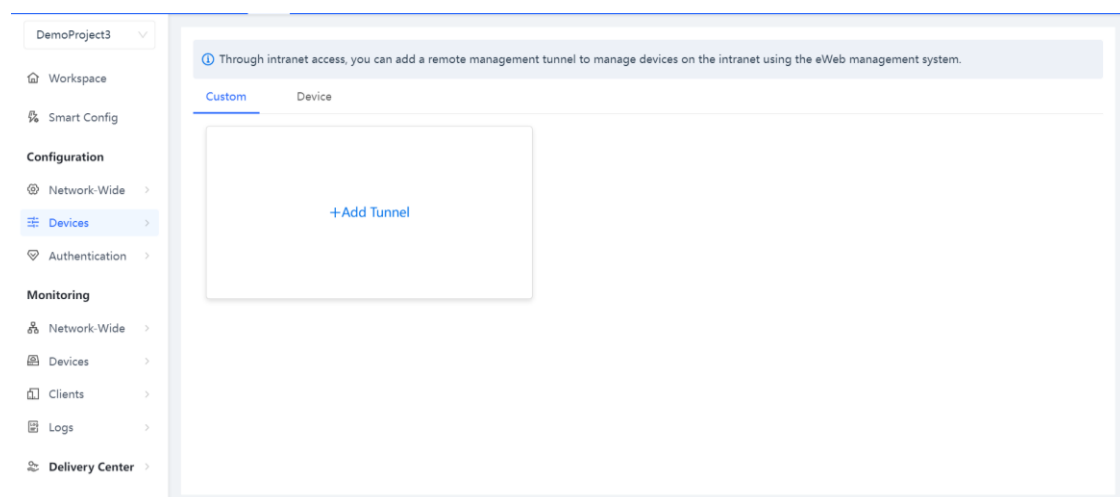 DemoProject3
Workspace
Smart Config
Configuration
Network-Wide
Devices
Authentication
Monitoring
Network-Wide
Devices
Clients
Logs
Delivery Center
Through intranet access, you can add a remote management tunnel to manage devices on the intranet using the eWeb management system.
Custom Device
+Add Tunnel